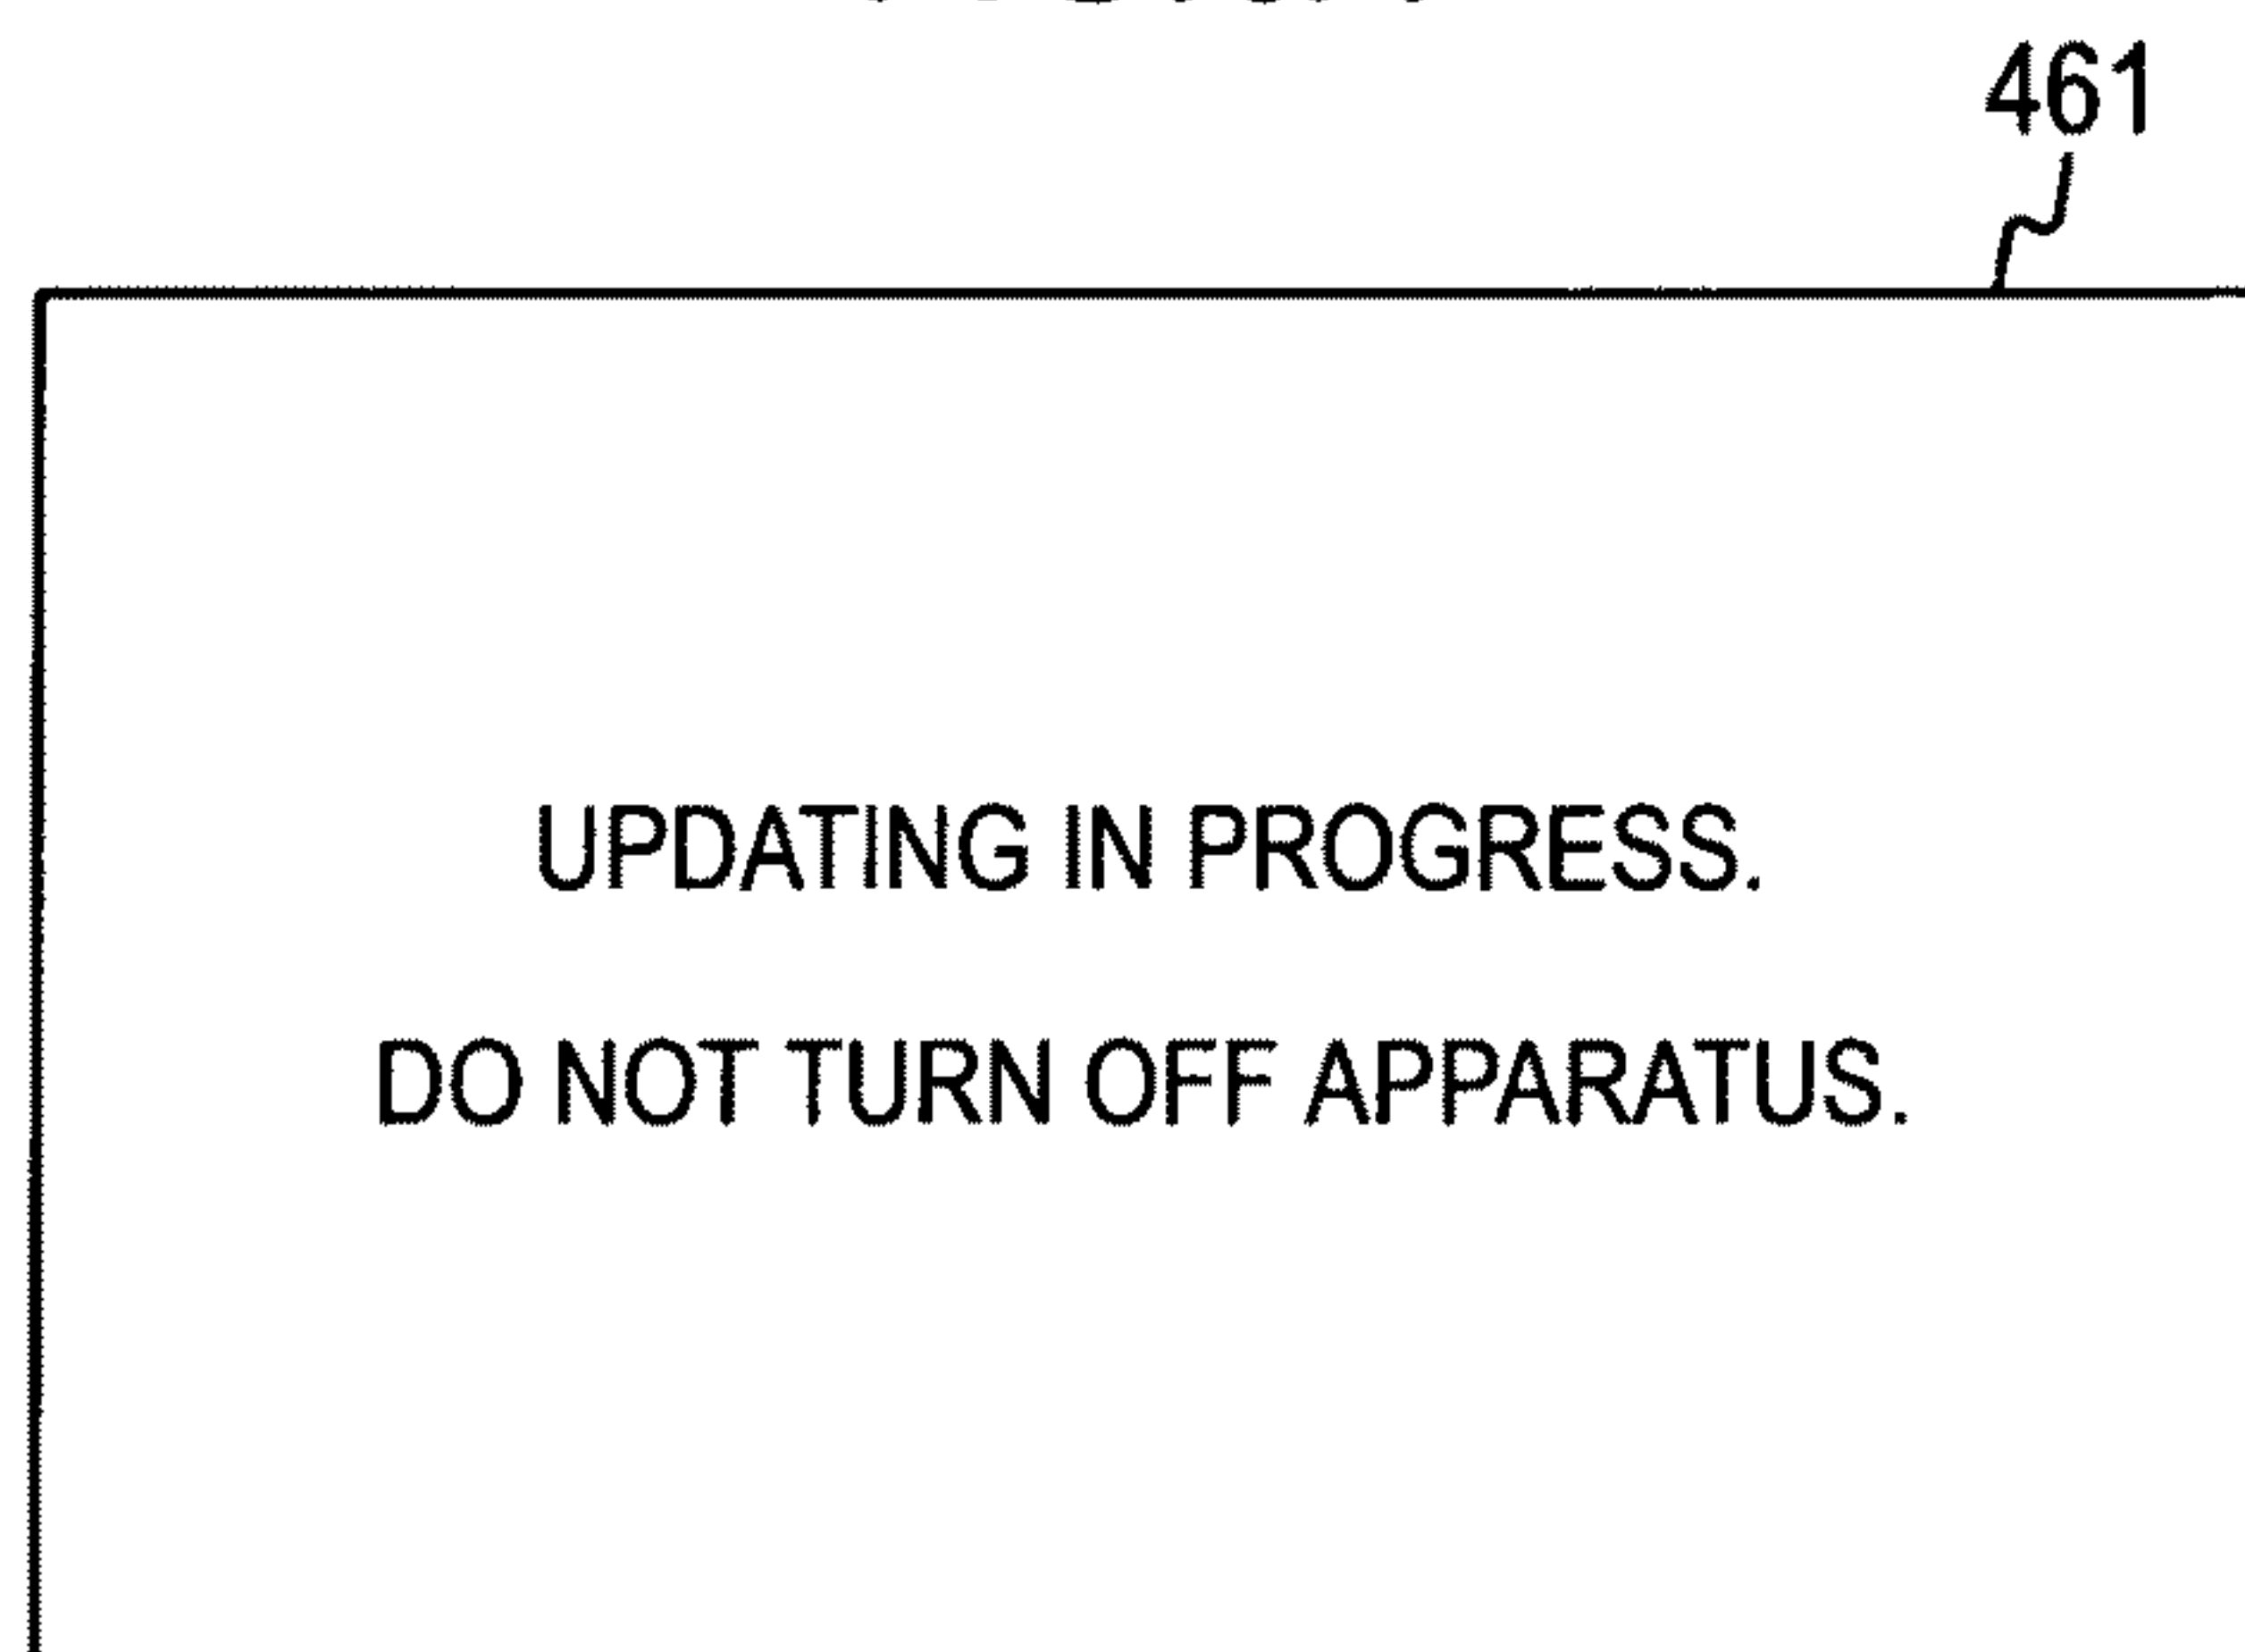 461
UPDATING IN PROGRESS.
DO NOT TURN OFF APPARATUS.